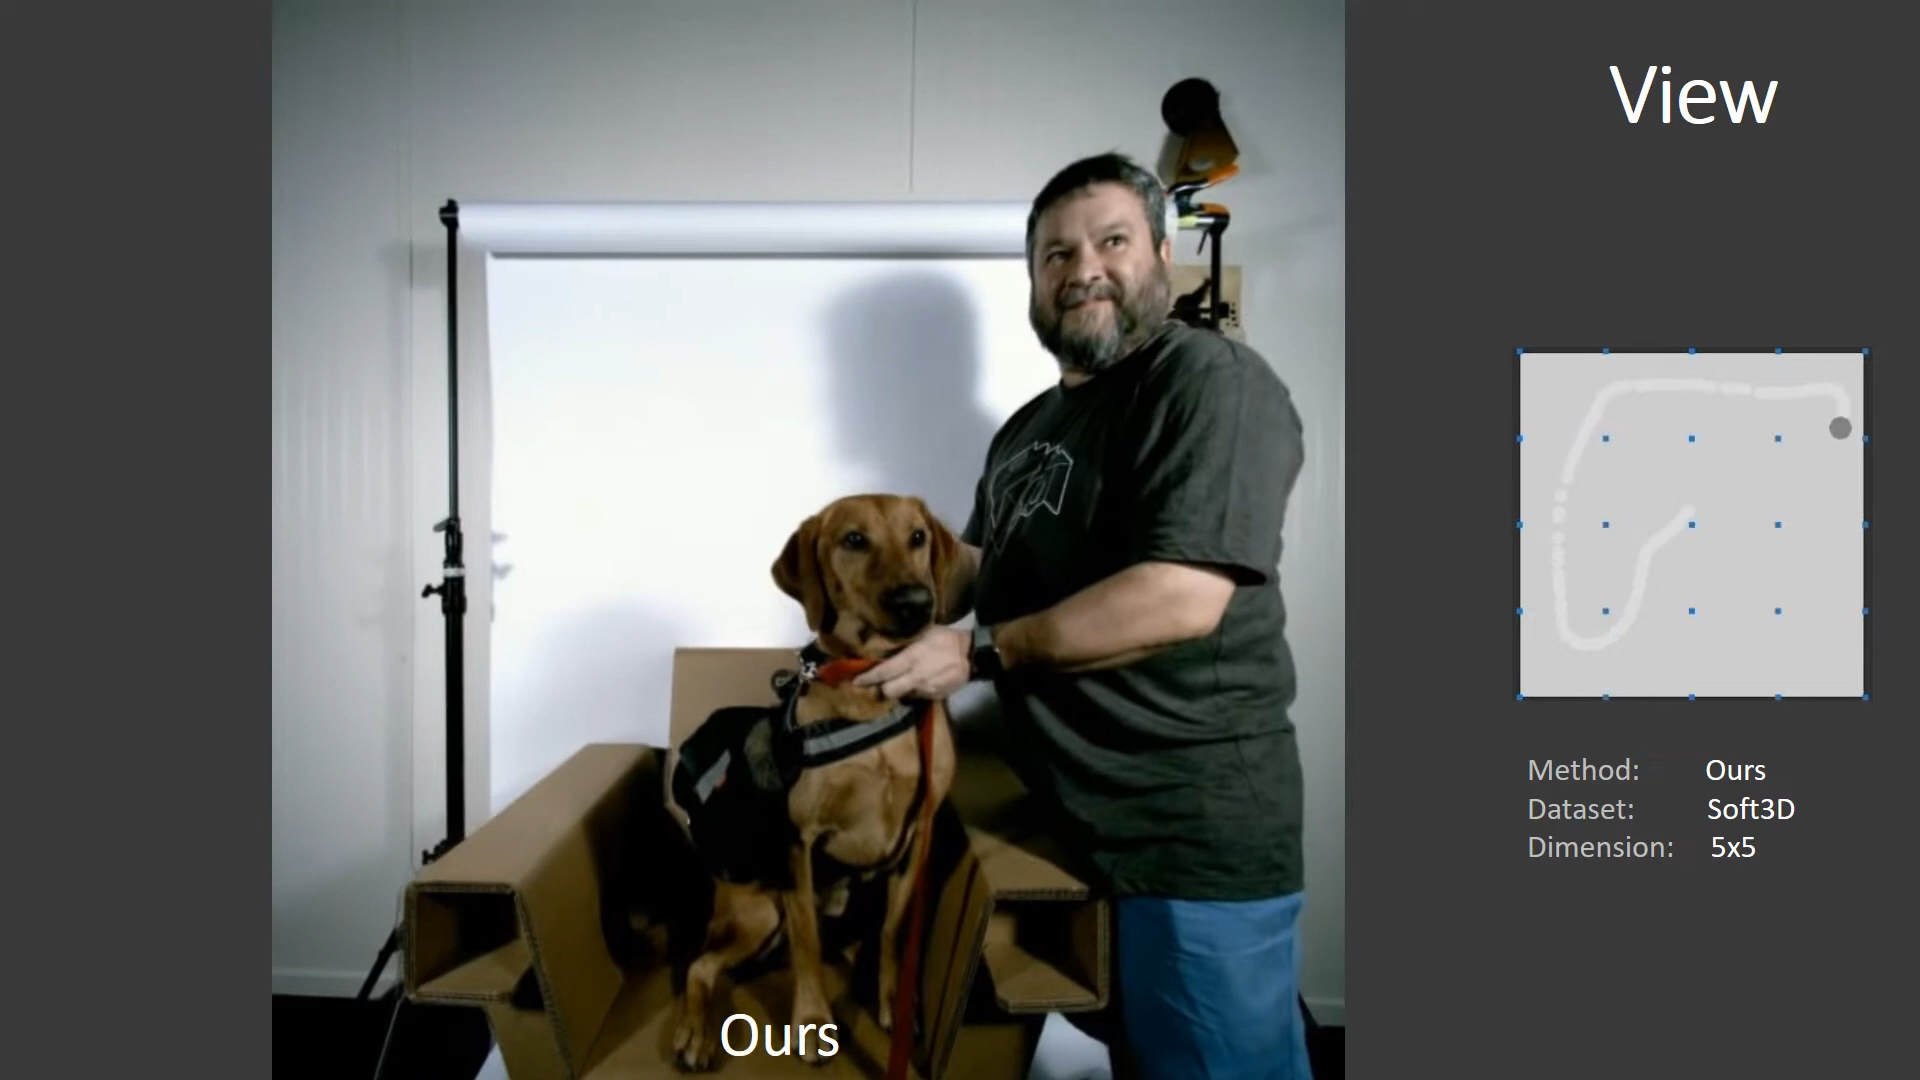 View
Method: Ours
Dataset: Soft3D
Dimension: 5x5
Ours